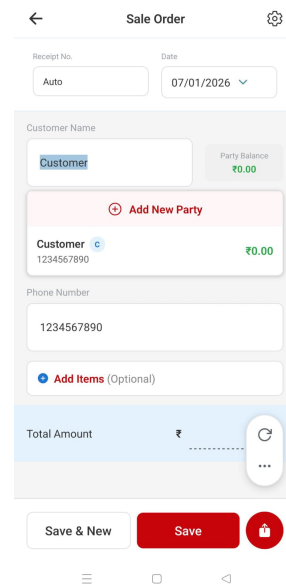 Sale Order
Receipt No.
Date
Auto
07/01/2026
Customer Name
Customer
Party Balance
₹0.00
Add New Party
Customer C
₹0.00
1234567890
Phone Number
1234567890
Add Items (Optional)
Total Amount
₹
Save & New
Save